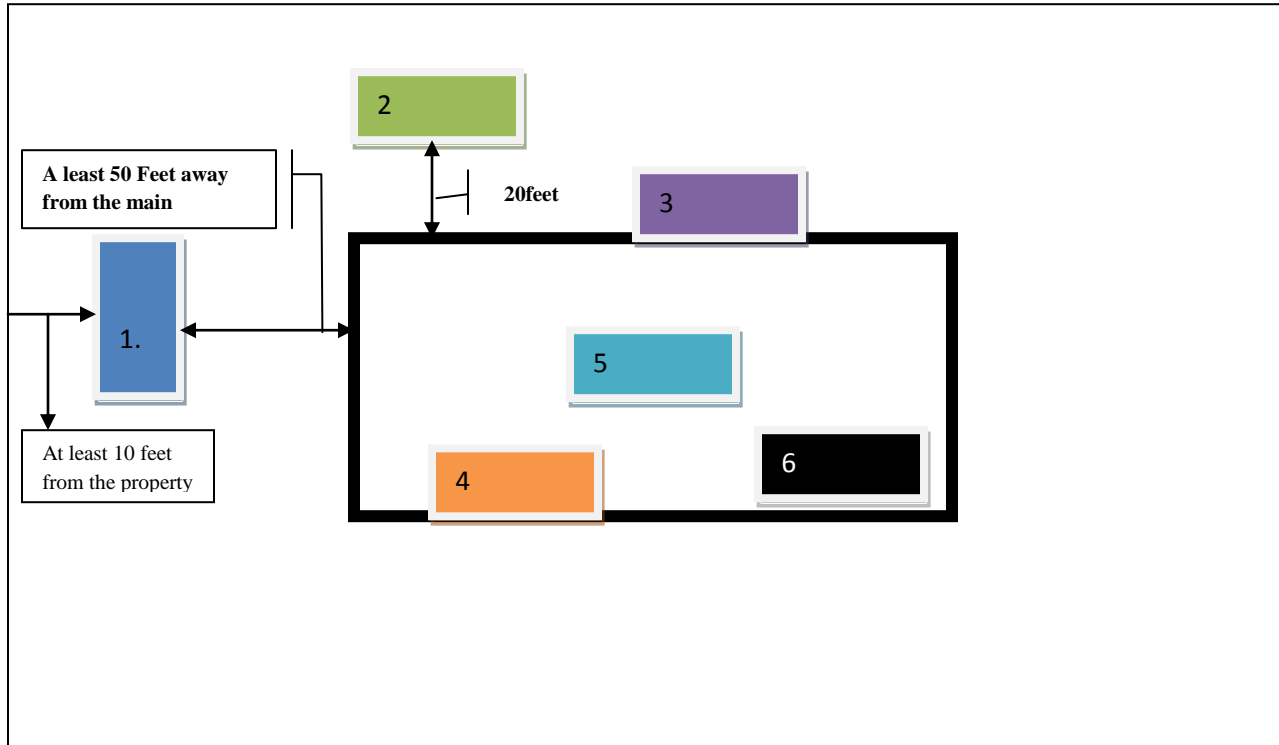 2
A least 50 Feet away
from the main
20feet
3
1.
5
At least 10 feet
from the property
4
6